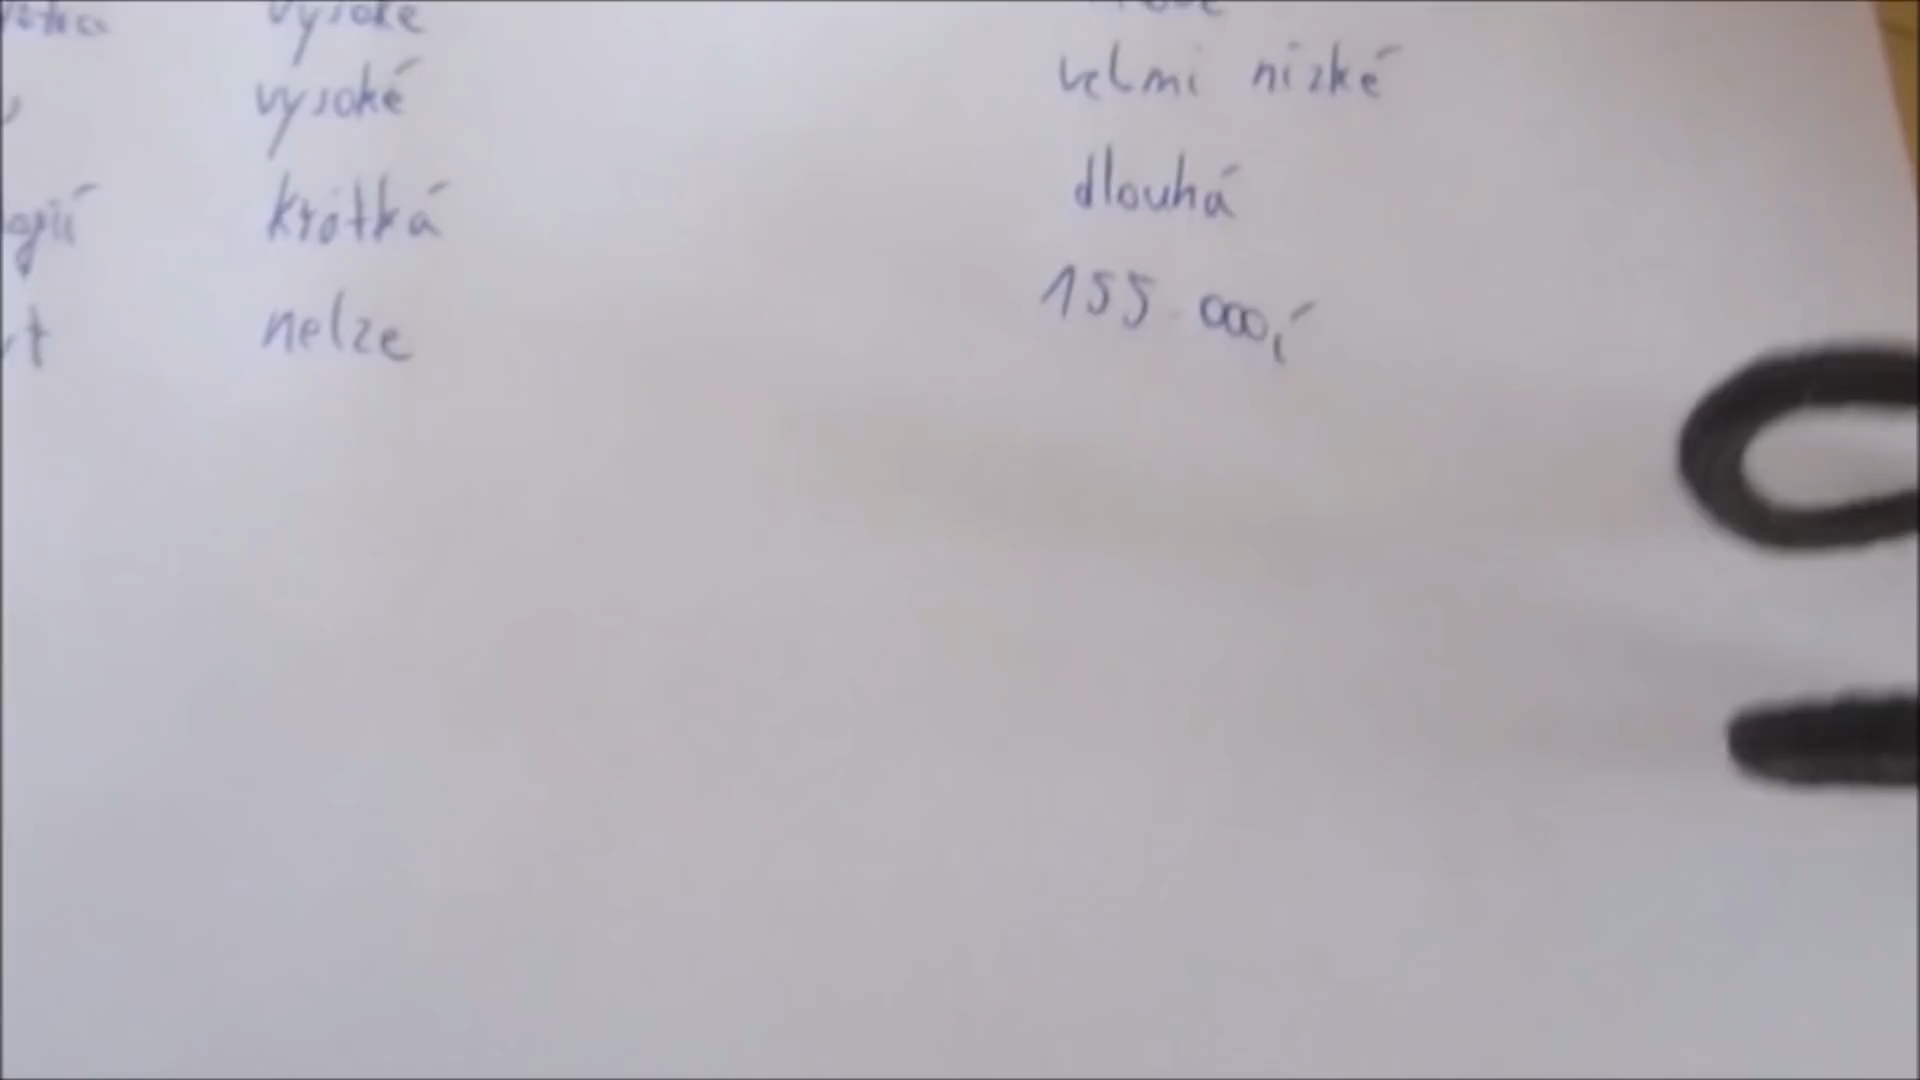 vysoké
vysoké velmi nízké
krátká dlouhá
nelze 155.000,-